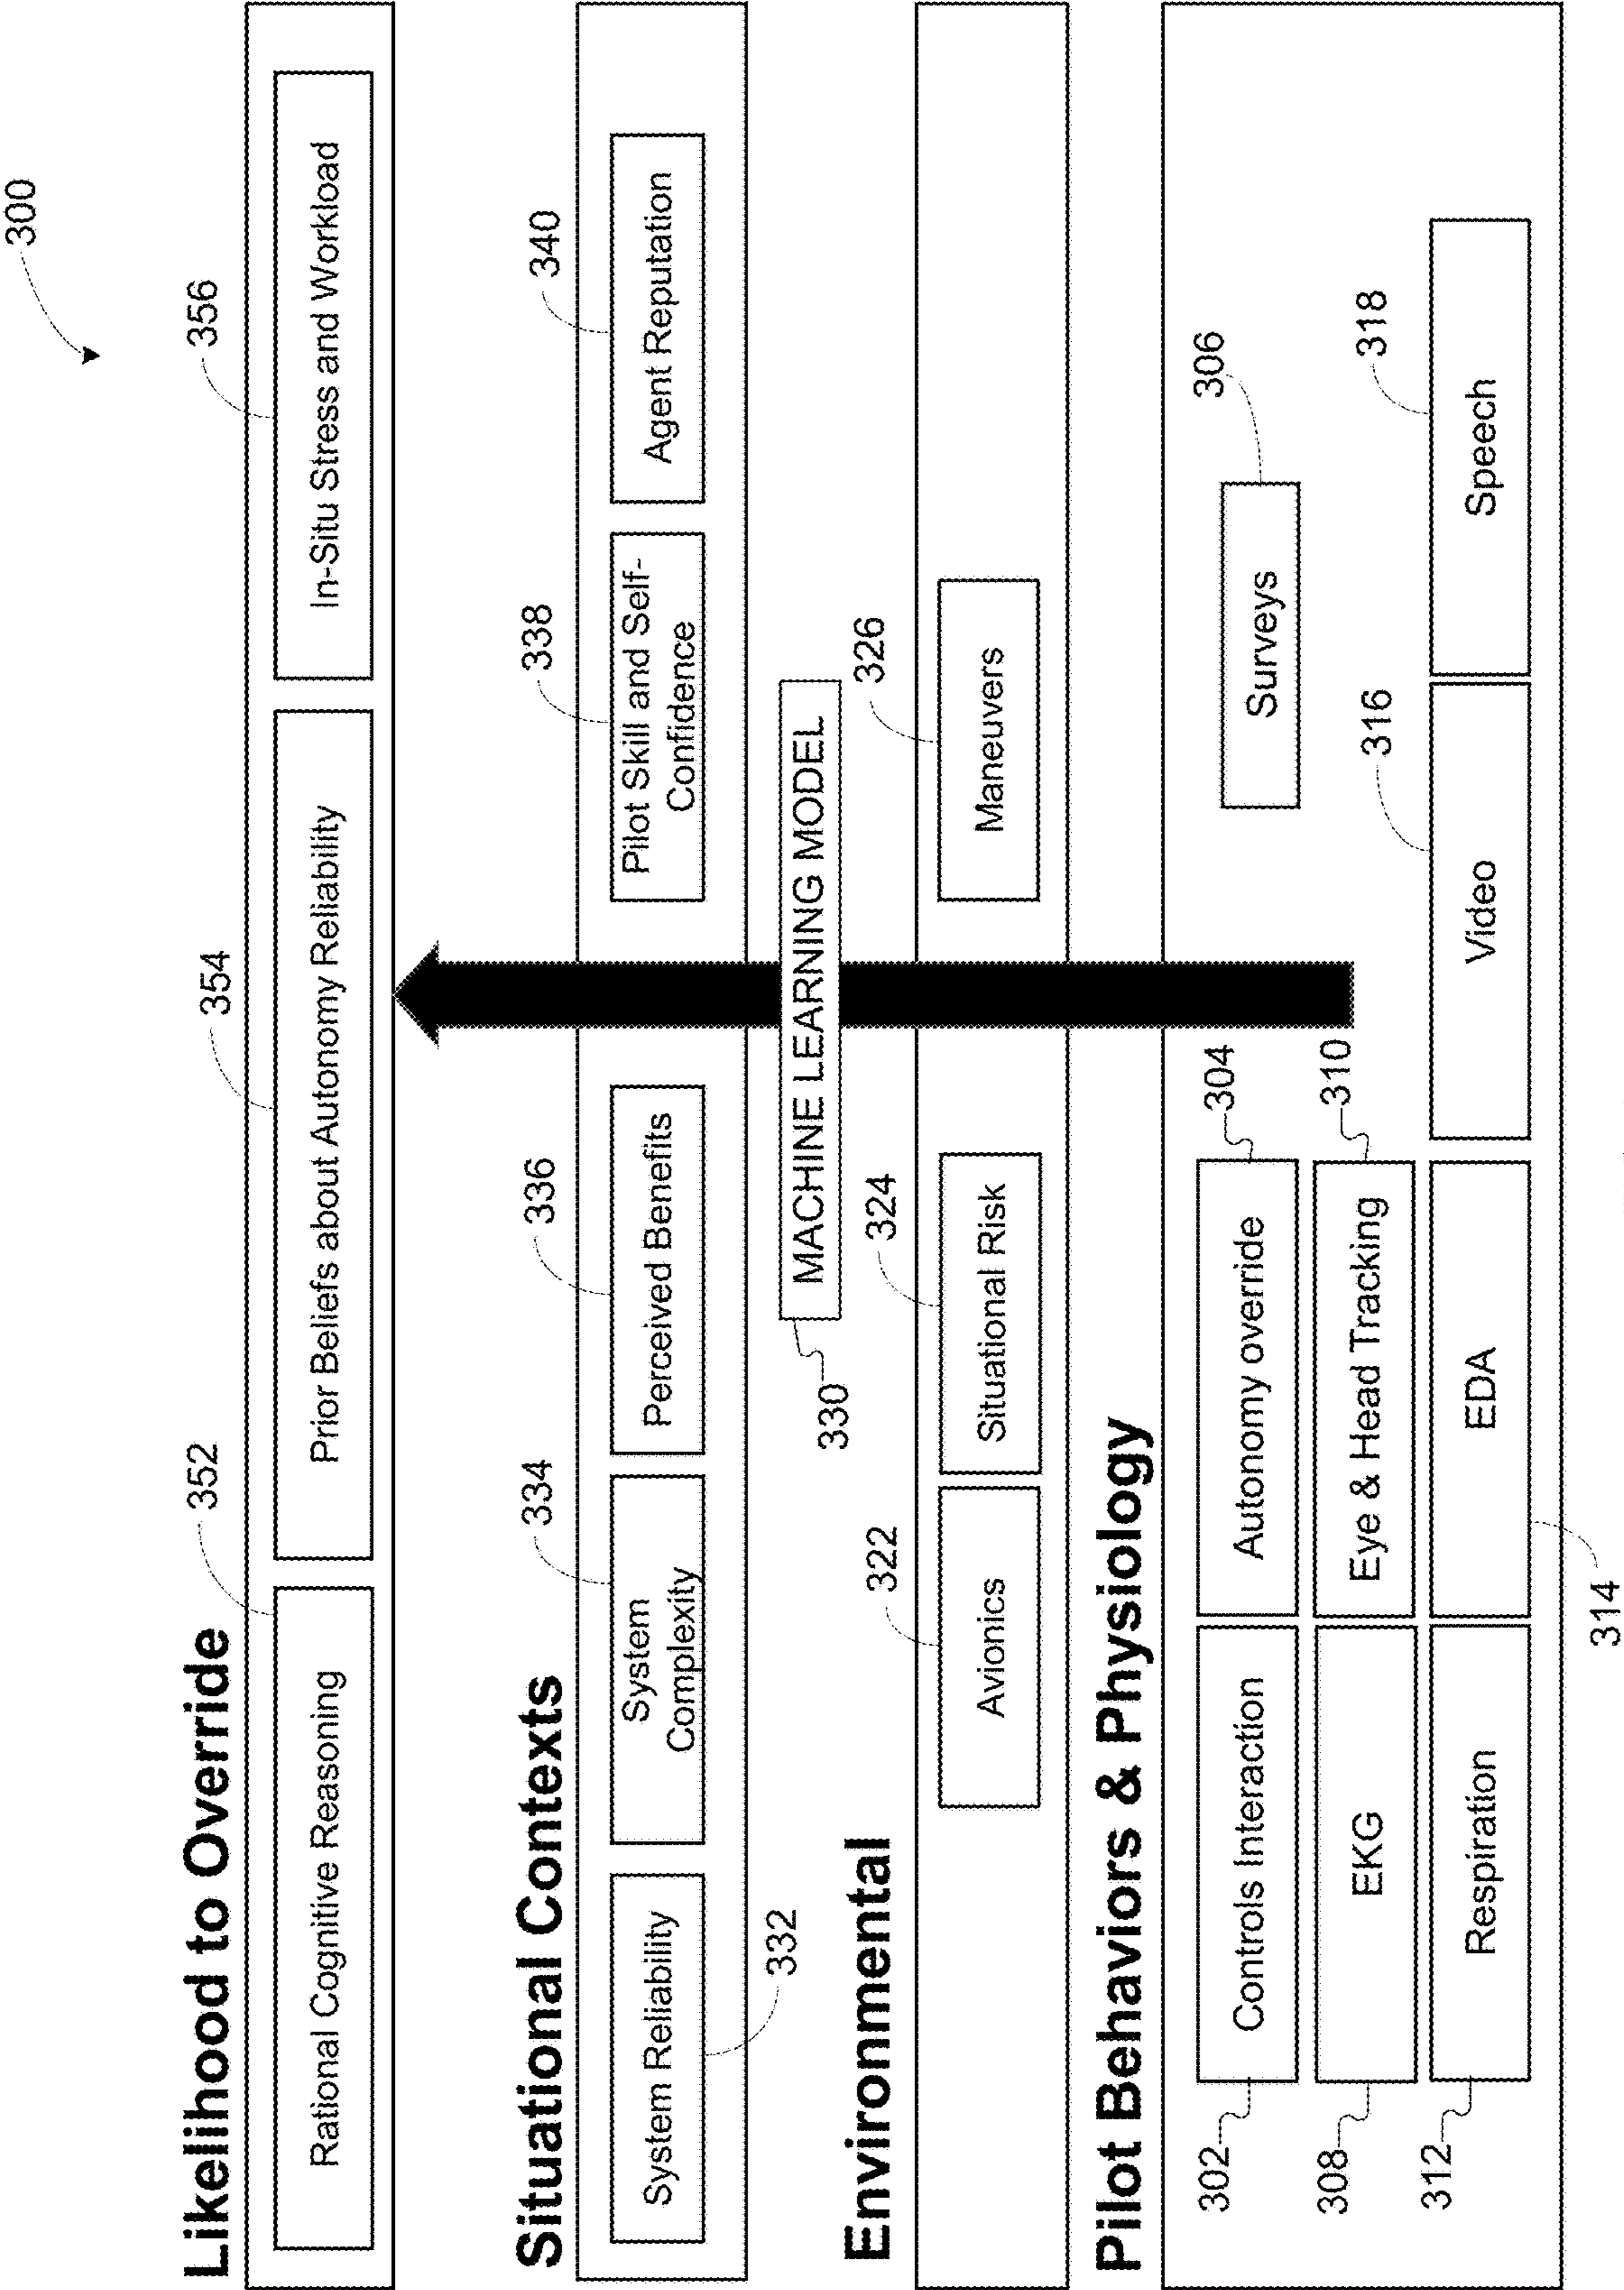 300
Likelihood to Override
352
354
356
Rational Cognitive Reasoning
Prior Beliefs about Autonomy Reliability
In-Situ Stress and Workload
Situational Contexts
334
336
338
340
System Reliability
System
Complexity
Perceived Benefits
Pilot Skill and Self-
Confidence
Agent Reputation
332
330
MACHINE LEARNING MODEL
Environmental
322
324
326
Avionics
Situational Risk
Maneuvers
Pilot Behaviors & Physiology
302
Controls Interaction
Autonomy override
304
Surveys
306
308
EKG
Eye & Head Tracking
310
316
318
312
Respiration
EDA
Video
Speech
314